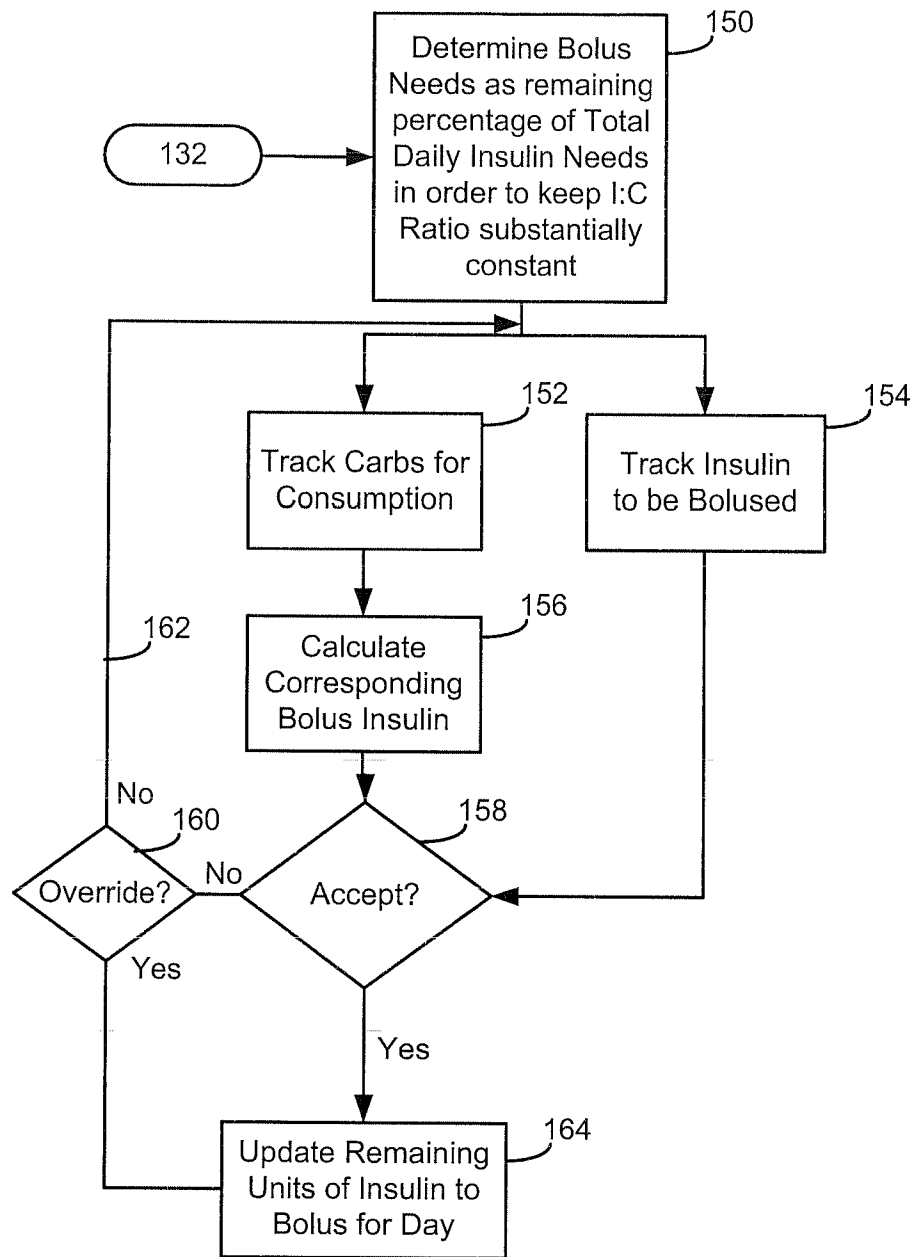 150
Determine Bolus
Needs as remaining
percentage of Total
Daily Insulin Needs
in order to keep I:C
Ratio substantially
constant
132
152
Track Carbs for
Consumption
154
Track Insulin
to be Bolused
156
Calculate
Corresponding
Bolus Insulin
162
No
160
Override?
No
158
Accept?
Yes
Yes
164
Update Remaining
Units of Insulin to
Bolus for Day